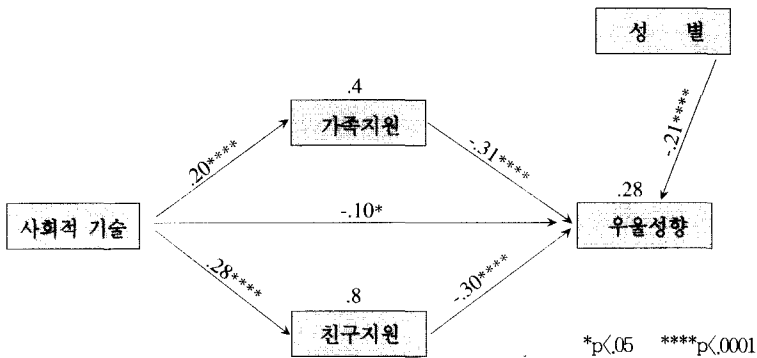 성 별
.4
가족지원
.20****
-.31****
-.21****
.28
사회적 기술
-.10*
우울성향
.28****
-.30****
.8
친구지원
*p<.05 ****p<.0001